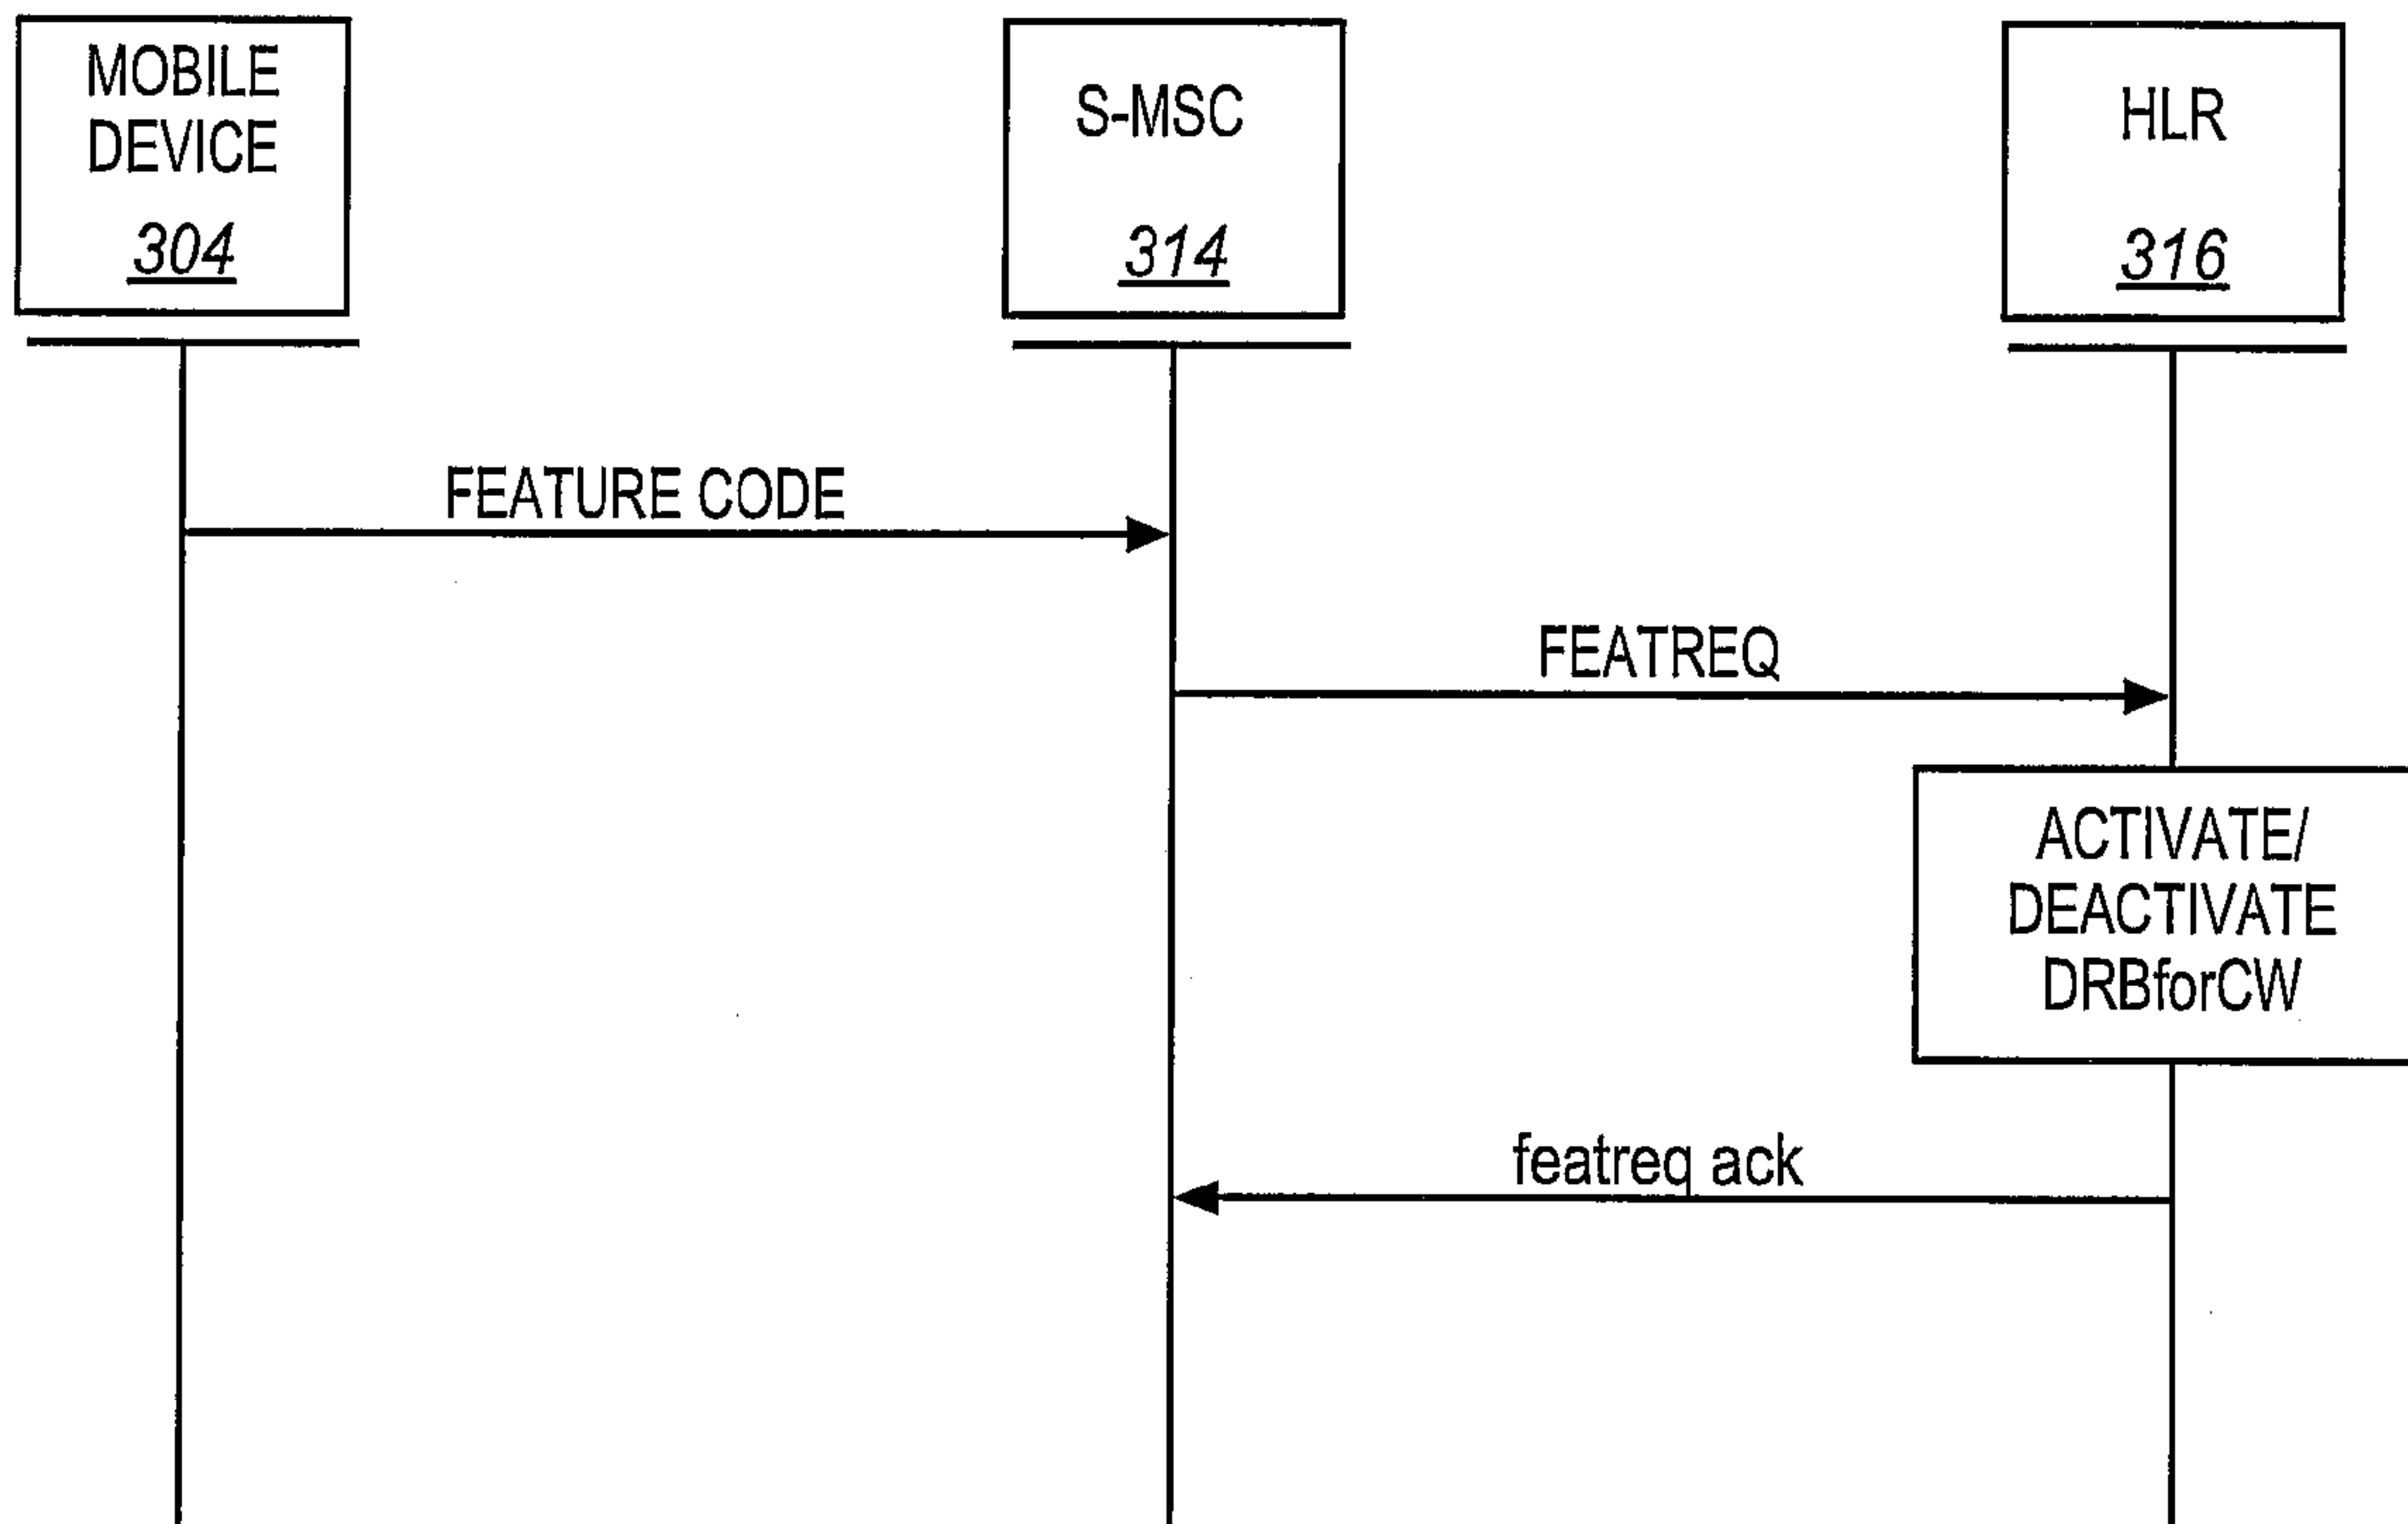 MOBILE
DEVICE
304
S-MSC
314
HLR
316
FEATURE CODE
FEATREQ
ACTIVATE/
DEACTIVATE
DRBforCW
featreq ack